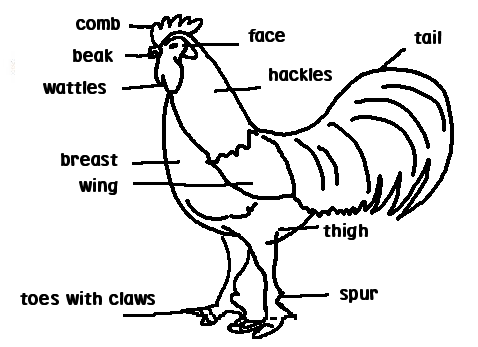 comb
face
tail
beak
hackles
wattles
breast
wing
thigh
toes with claws
spur